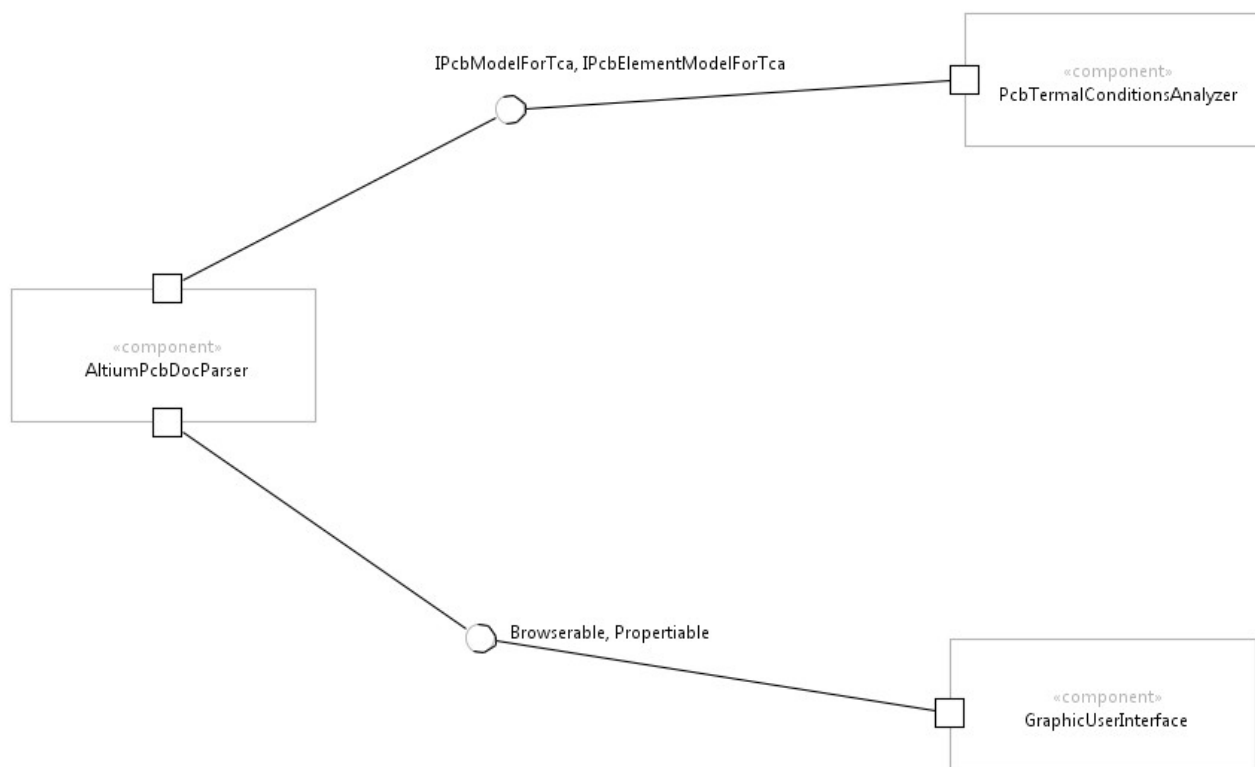 IPcbModelForTca, IPcbElementModelForTca
«component»
PcbTermalConditionsAnalyzer
«component»
AltiumPcbDocParser
Browserable, Propertiable
«component»
GraphicUserInterface